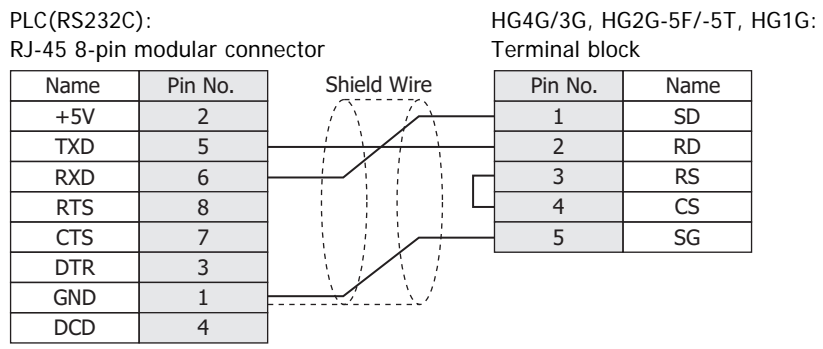 PLC(RS232C):
RJ-45 8-pin modular connector
HG4G/3G, HG2G-5F/-5T, HG1G:
Terminal block
Name Pin No. Shield Wire Pin No. Name
+5V 2 1 SD
TXD 5 2 RD
RXD 6 3 RS
RTS 8 4 CS
CTS 7 5 SG
DTR 3
GND 1
DCD 4